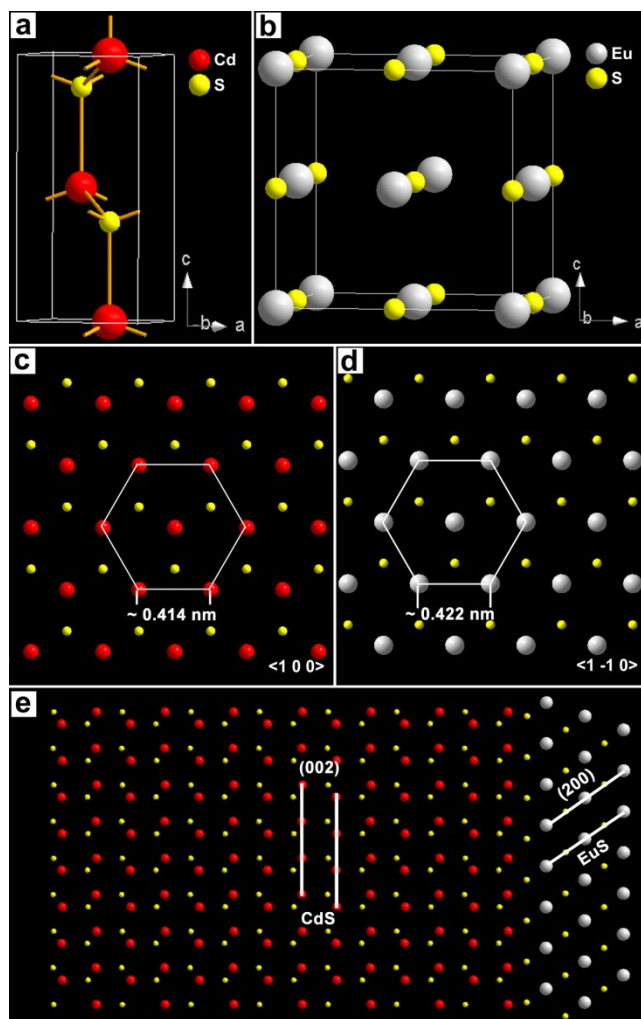 a
Cd
S
c
b
a
b
Eu
S
c
b
a
c
~ 0.414 nm
<1 0 0>
d
~ 0.422 nm
<1 -1 0>
e
(002)
CdS
(200)
EuS